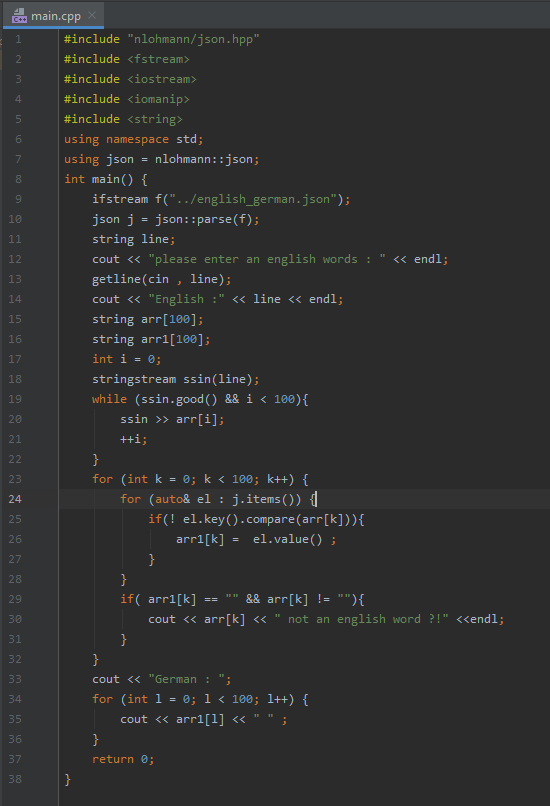 main.cpp
1 #include "nlohmann/json.hpp"
2 #include <fstream>
3 #include <iostream>
4 #include <iomanip>
5 #include <string>
6 using namespace std;
7 using json = nlohmann::json;
8 int main() {
9     ifstream f("../english_german.json");
10     json j = json::parse(f);
11     string line;
12     cout << "please enter an english words : " << endl;
13     getline(cin , line);
14     cout << "English :" << line << endl;
15     string arr[100];
16     string arr1[100];
17     int i = 0;
18     stringstream ssin(line);
19     while (ssin.good() && i < 100){
20         ssin >> arr[i];
21         ++i;
22     }
23     for (int k = 0; k < 100; k++) {
24         for (auto& el : j.items()) {
25             if(! el.key().compare(arr[k])){
26                 arr1[k] =  el.value() ;
27             }
28         }
29         if( arr1[k] == "" && arr[k] != ""){
30             cout << arr[k] << " not an english word ?!" <<endl;
31         }
32     }
33     cout << "German : ";
34     for (int l = 0; l < 100; l++) {
35         cout << arr1[l] << " " ;
36     }
37     return 0;
38 }